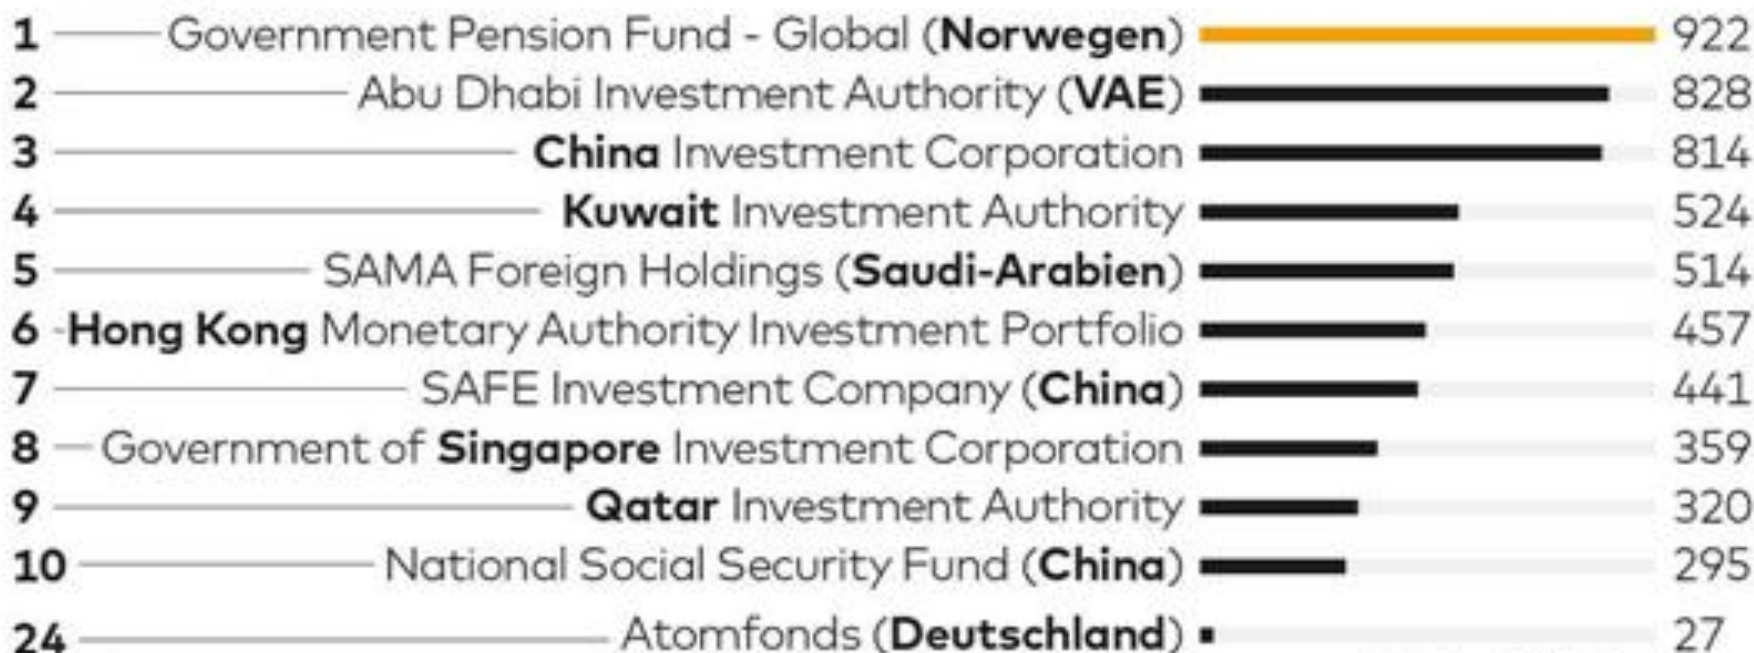 1 Government Pension Fund - Global (Norwegen) 922
2 Abu Dhabi Investment Authority (VAE) 828
3 China Investment Corporation 814
4 Kuwait Investment Authority 524
5 SAMA Foreign Holdings (Saudi-Arabien) 514
6 Hong Kong Monetary Authority Investment Portfolio 457
7 SAFE Investment Company (China) 441
8 Government of Singapore Investment Corporation 359
9 Qatar Investment Authority 320
10 National Social Security Fund (China) 295
24 Atomfonds (Deutschland) 27